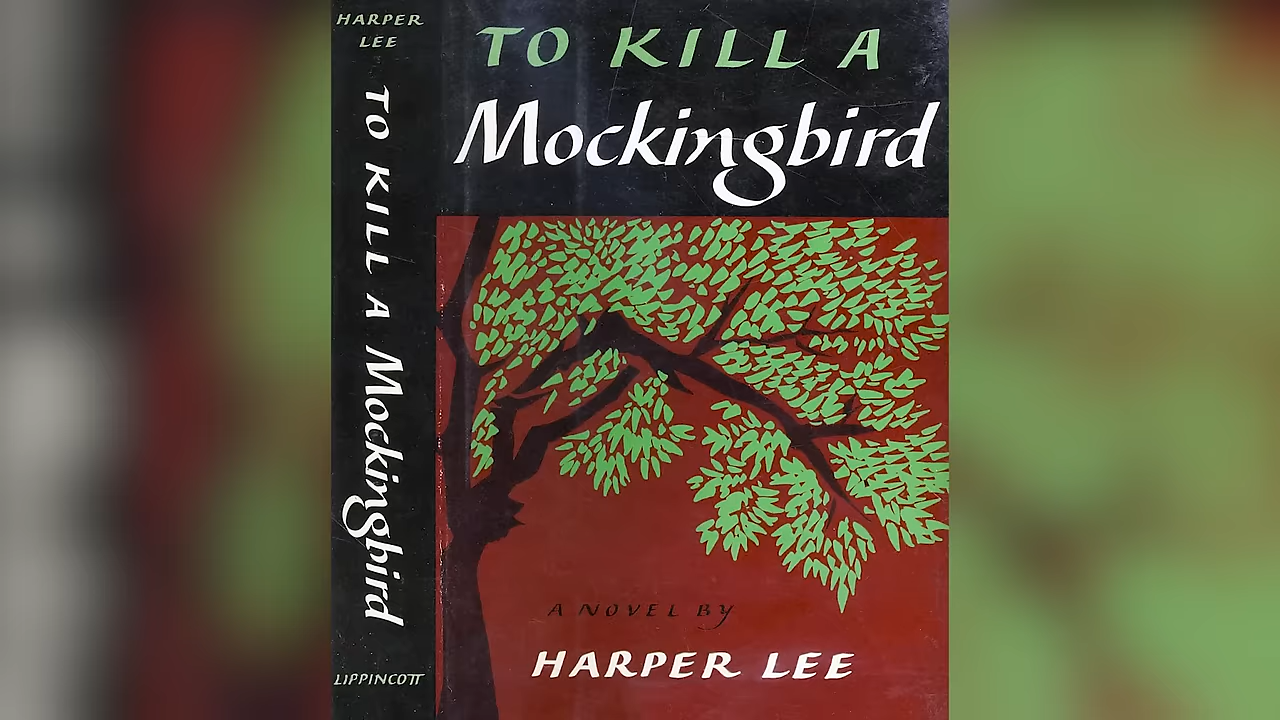 HARPER
LEE
TO KILL A Mockingbird
LIPPINCOTT
TO KILL A
Mockingbird
A NOVEL BY
HARPER LEE